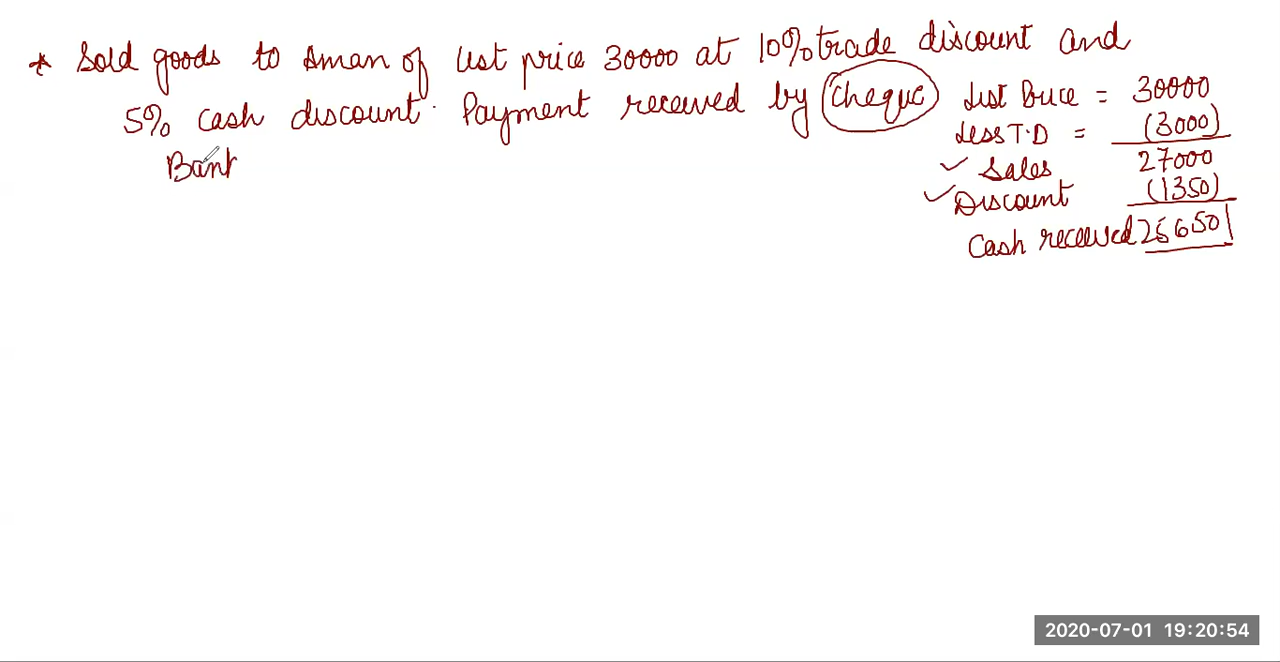 * Sold goods to Aman of list price 30000 at 10% trade discount and
5% cash discount. Payment received by cheque
Bank
List Price = 30000
Less T.D = (3000)
✓ Sales 27000
✓ Discount (1350)
Cash received 25650
2020-07-01 19:20:54